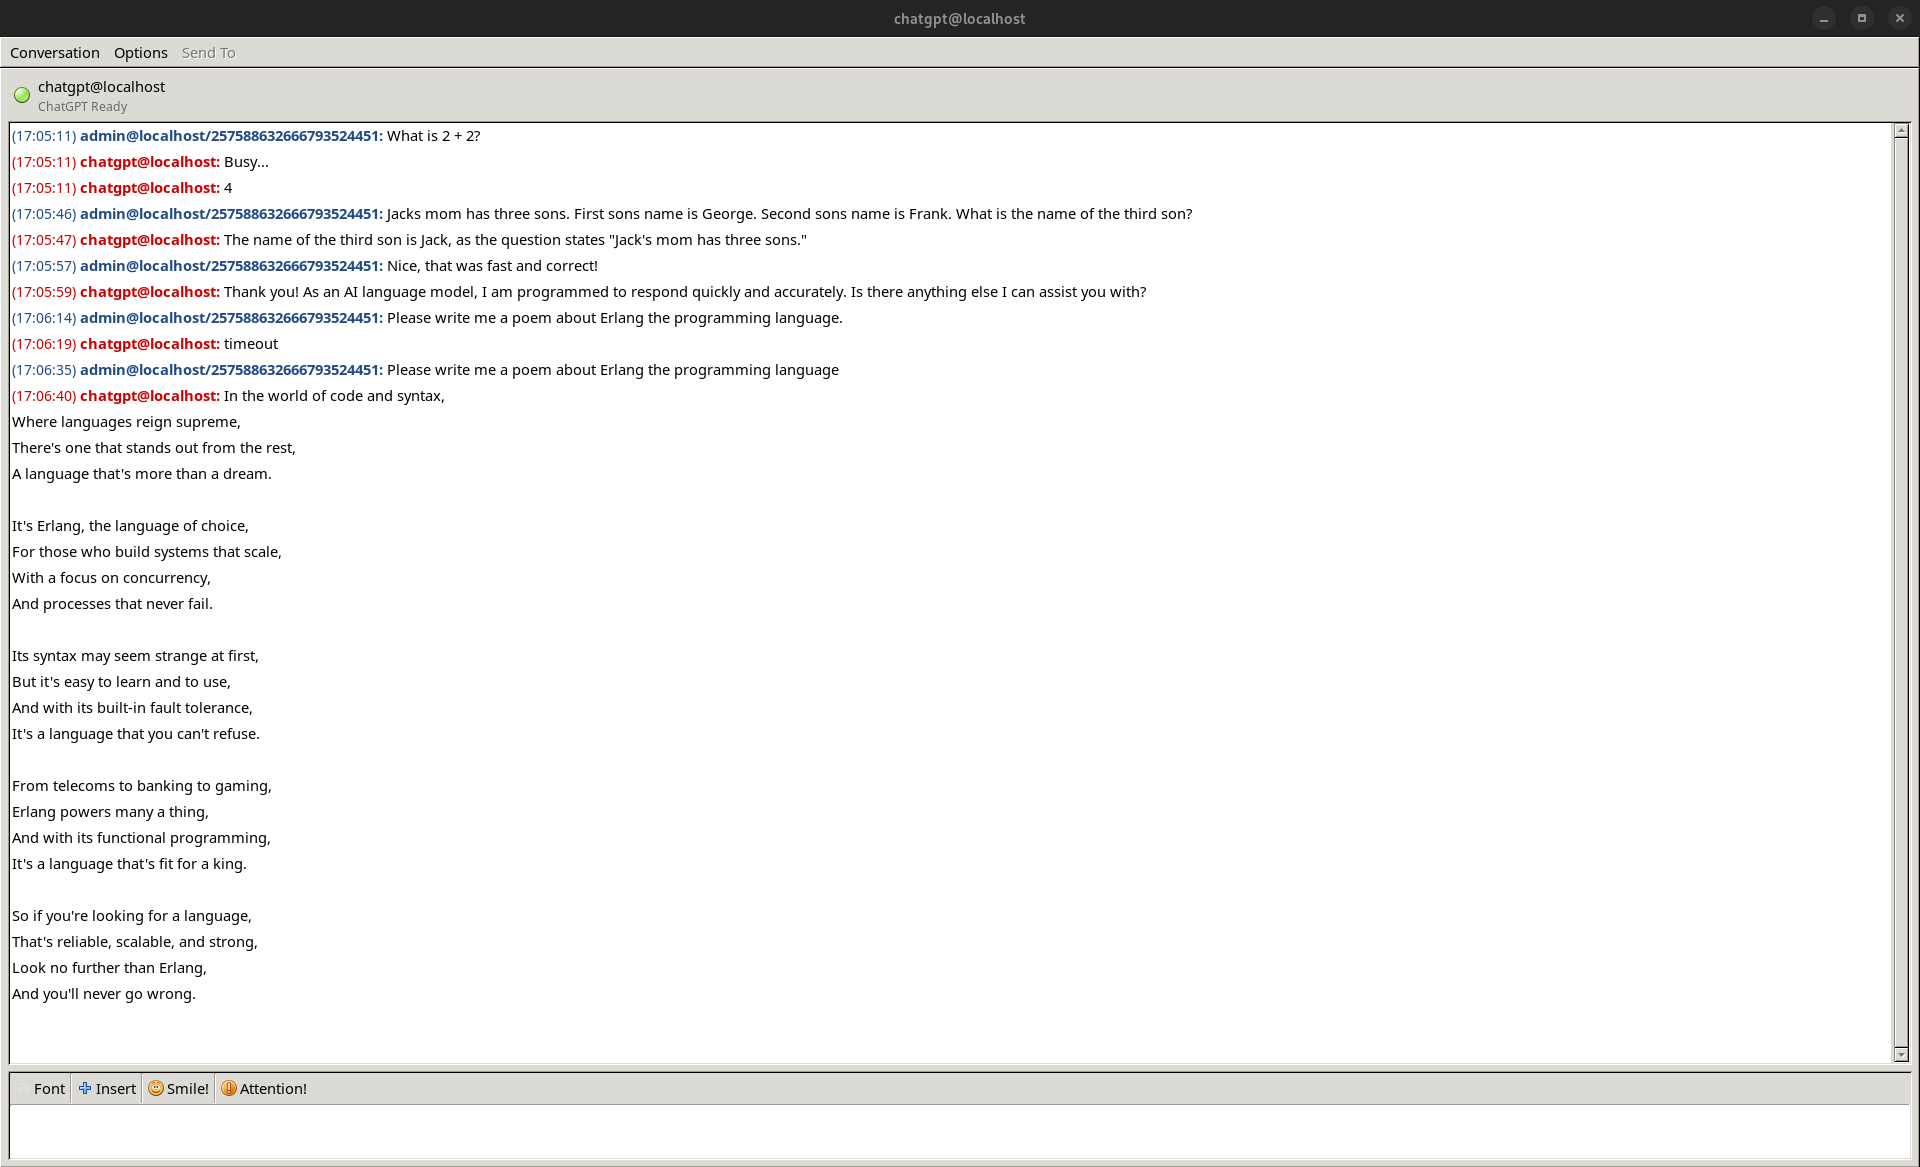 chatgpt@localhost
Conversation Options Send To
chatgpt@localhost
ChatGPT Ready
(17:05:11) admin@localhost/257588632666793524451: What is 2 + 2?
(17:05:11) chatgpt@localhost: Busy...
(17:05:11) chatgpt@localhost: 4
(17:05:46) admin@localhost/257588632666793524451: Jacks mom has three sons. First sons name is George. Second sons name is Frank. What is the name of the third son?
(17:05:47) chatgpt@localhost: The name of the third son is Jack, as the question states "Jack's mom has three sons."
(17:05:57) admin@localhost/257588632666793524451: Nice, that was fast and correct!
(17:05:59) chatgpt@localhost: Thank you! As an AI language model, I am programmed to respond quickly and accurately. Is there anything else I can assist you with?
(17:06:14) admin@localhost/257588632666793524451: Please write me a poem about Erlang the programming language.
(17:06:19) chatgpt@localhost: timeout
(17:06:35) admin@localhost/257588632666793524451: Please write me a poem about Erlang the programming language
(17:06:40) chatgpt@localhost: In the world of code and syntax,
Where languages reign supreme,
There's one that stands out from the rest,
A language that's more than a dream.

It's Erlang, the language of choice,
For those who build systems that scale,
With a focus on concurrency,
And processes that never fail.

Its syntax may seem strange at first,
But it's easy to learn and to use,
And with its built-in fault tolerance,
It's a language that you can't refuse.

From telecoms to banking to gaming,
Erlang powers many a thing,
And with its functional programming,
It's a language that's fit for a king.

So if you're looking for a language,
That's reliable, scalable, and strong,
Look no further than Erlang,
And you'll never go wrong.
Font Insert Smile! Attention!